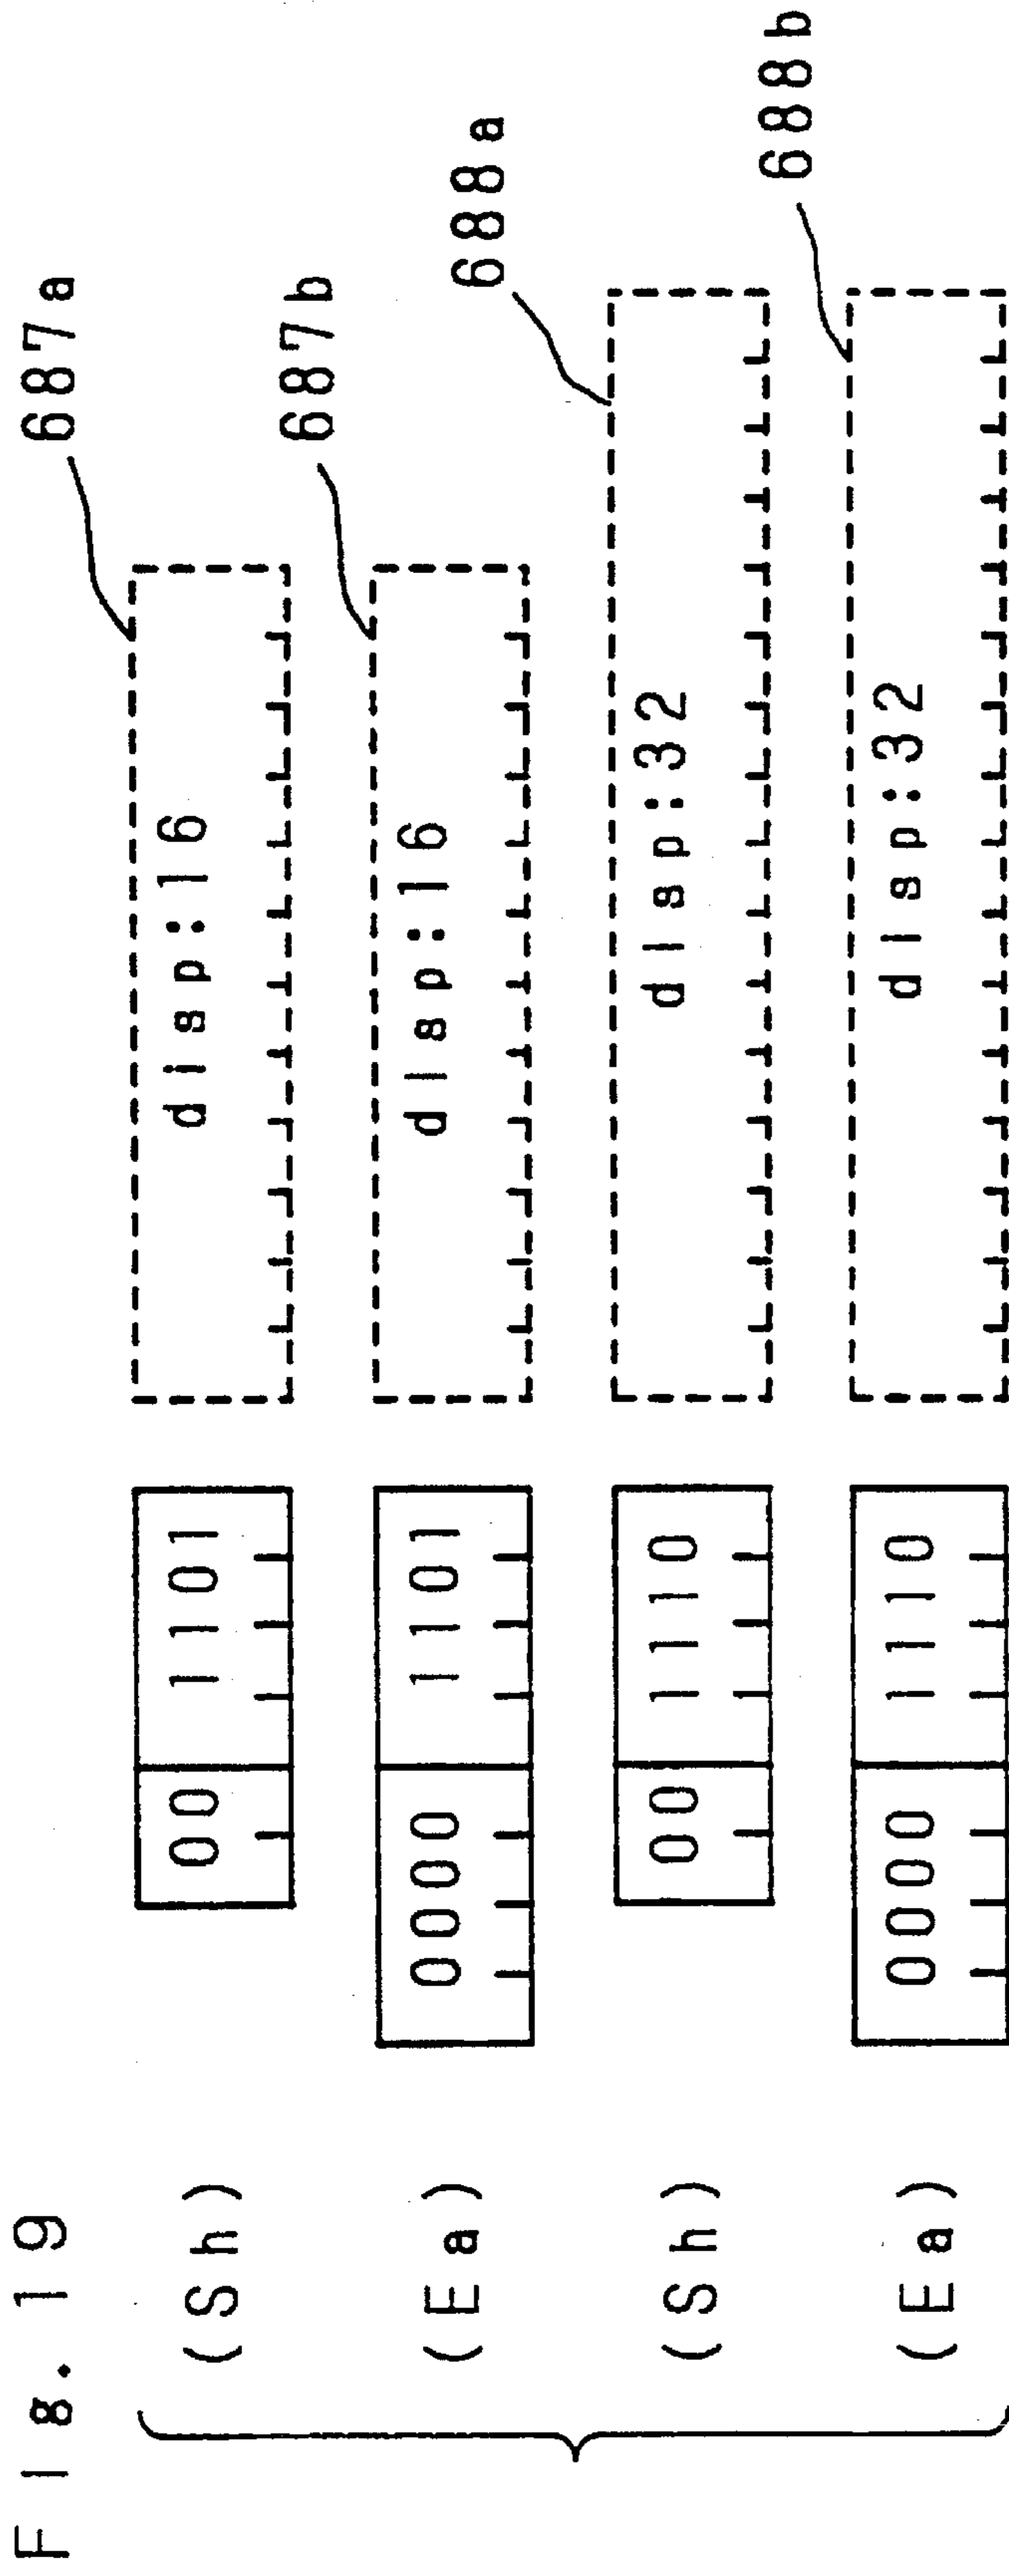 Fig. 19
687a
(Sh) 00 1101 disp:16
687b
(Ea) 0000 1101 disp:16
688a
(Sh) 00 1110 disp:32
688b
(Ea) 0000 1110 disp:32